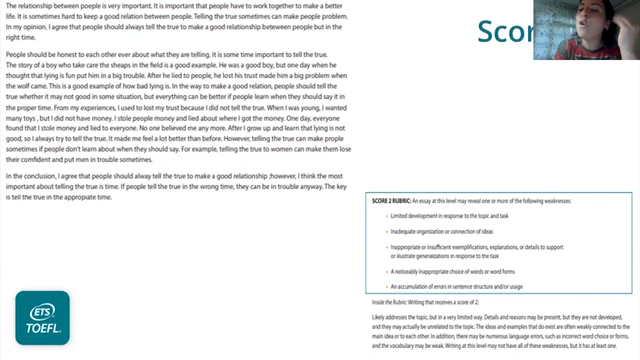 The relationship between poeple is very important. It is important that people have to work together to make a better
life. It is sometimes hard to keep a good relation between people. Telling the true sometimes can make people problem.
In my opinion, I agree that people should always tell the true to make a good relationship beteween people but in the
right time.
People should be honest to each other ever about what they are telling. It is some time important to tell the true.
The story of a boy who take care the sheaps in the field is a good example. He was a good boy, but one day when he
thought that lying is fun put him in a big trouble. After he lied to people, he lost his trust made him a big problem when
the wolf came. This is a good example of how bad lying is. In the way to make a good relation, people should tell the
true whether it may not good in some situation, but everything can be better if people learn when they should say it in
the proper time. From my experiences, I used to lost my trust because I did not tell the true. When I was young, I wanted
many toys , but I did not have money. I stole people money and lied about where I got the money. One day, everyone
found that I stole money and lied to everyone. No one believed me any more. After I grow up and learn that lying is not
good, so I always try to tell the true. It made me feel a lot better than before. However, telling the true can make prople
sometimes if people don't learn about when they should say. For example, telling the true to women can make them lose
their comfident and put men in trouble sometimes.
In the conclusion, I agree that people should alway tell the true to make a good relationship ;however, I think the most
important about telling the true is time. If people tell the true in the wrong time, they can be in trouble anyway. The key
is tell the true in the appropiate time.
Scor
SCORE 2 RUBRIC: An essay at this level may reveal one or more of the following weaknesses:
• Limited development in response to the topic and task
• Inadequate organization or connection of ideas
• Inappropriate or insufficient exemplifications, explanations, or details to support
or illustrate generalizations in response to the task
• A noticeably inappropriate choice of words or word forms
• An accumulation of errors in sentence structure and/or usage
Inside the Rubric: Writing that receives a score of 2:
Likely addresses the topic, but in a very limited way. Details and reasons may be present, but they are not developed,
and they may actually be unrelated to the topic. The ideas and examples that do exist are often weakly connected to the
main idea or to each other. In addition, there may be numerous language errors, such as incorrect word choice or forms,
and the vocabulary may be weak. Writing at this level may not have all of these weaknesses, but it has at least one.
ETS
TOEFL